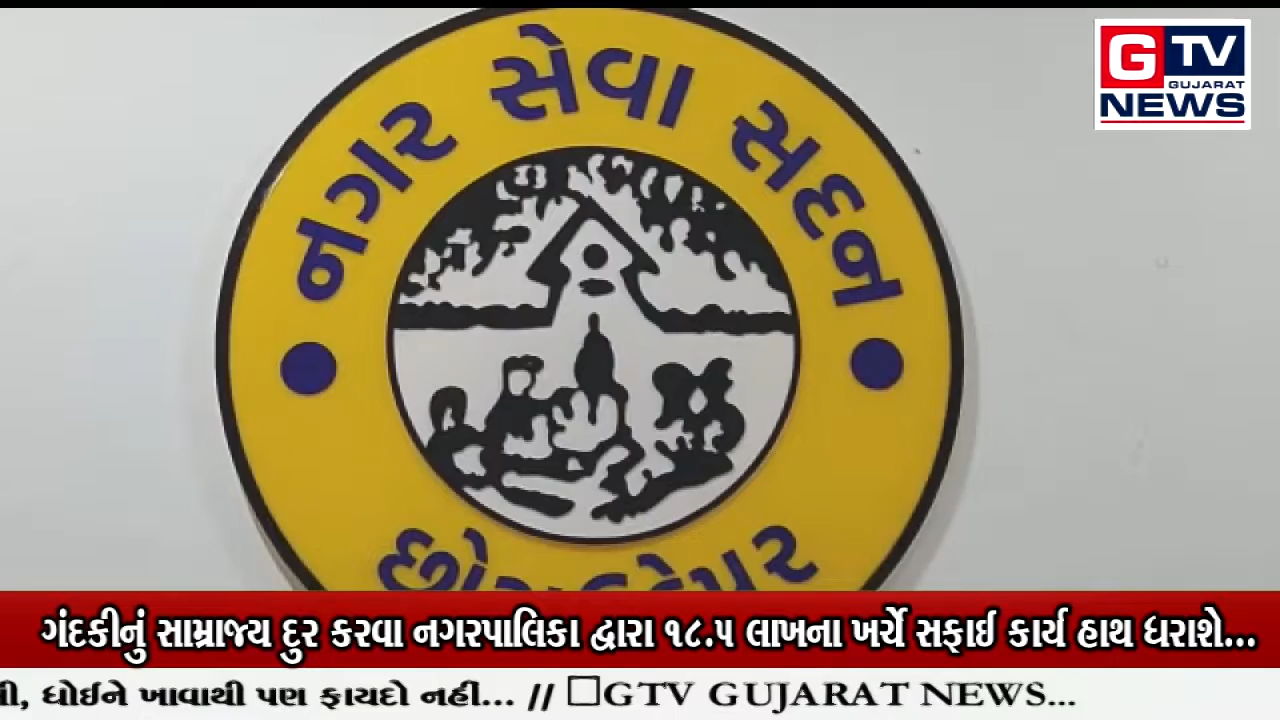 નગર સેવા સદન
G TV
GUJARAT
NEWS
ગંદકીનું સામ્રાજ્ય દુર કરવા નગરપાલિકા દ્વારા ૧૮.૫ લાખના ખર્ચે સફાઈ કાર્ય હાથ ધરાશે...
ધોઈને ખાવાથી પણ ફાયદો નહીં... // □GTV GUJARAT NEWS...